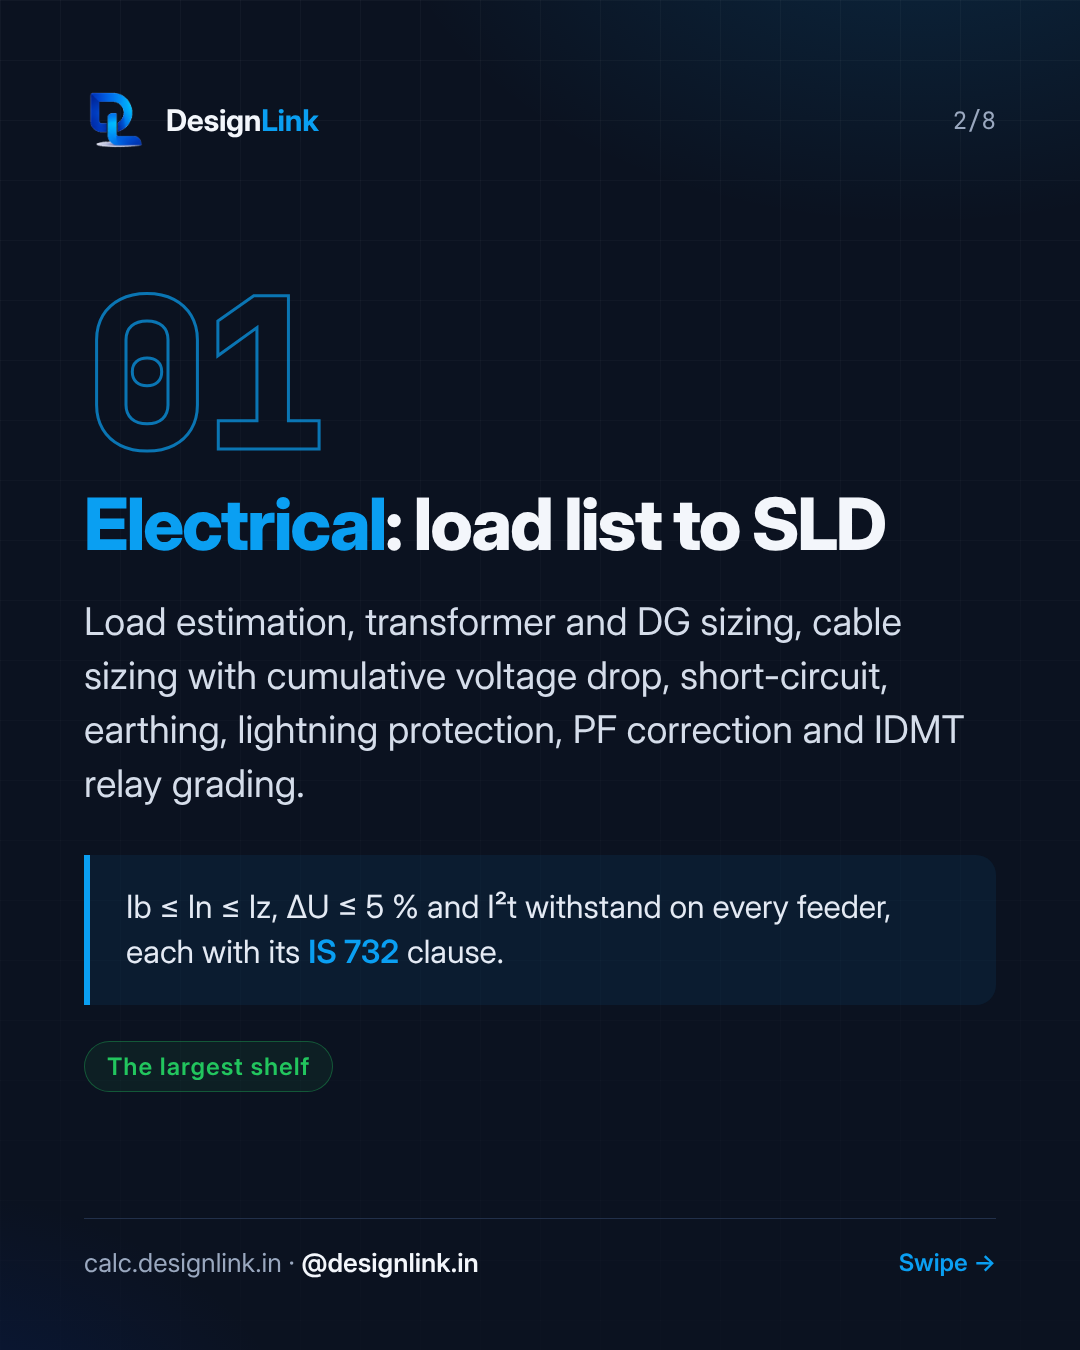 DesignLink
2/8
01
Electrical: load list to SLD
Load estimation, transformer and DG sizing, cable
sizing with cumulative voltage drop, short-circuit,
earthing, lightning protection, PF correction and IDMT
relay grading.
Ib ≤ In ≤ Iz, ΔU ≤ 5 % and I²t withstand on every feeder,
each with its IS 732 clause.
The largest shelf
calc.designlink.in · @designlink.in
Swipe →